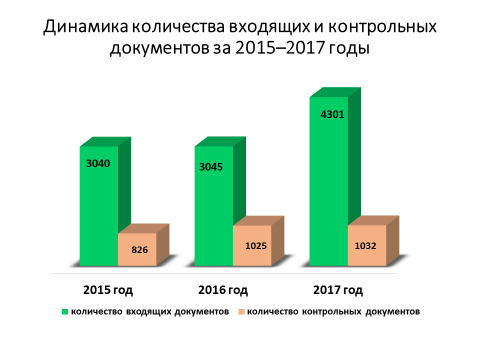 Динамика количества входящих и контрольных
документов за 2015–2017 годы
3040
826
3045
1025
4301
1032
2015 год
2016 год
2017 год
количество входящих документов
количество контрольных документов